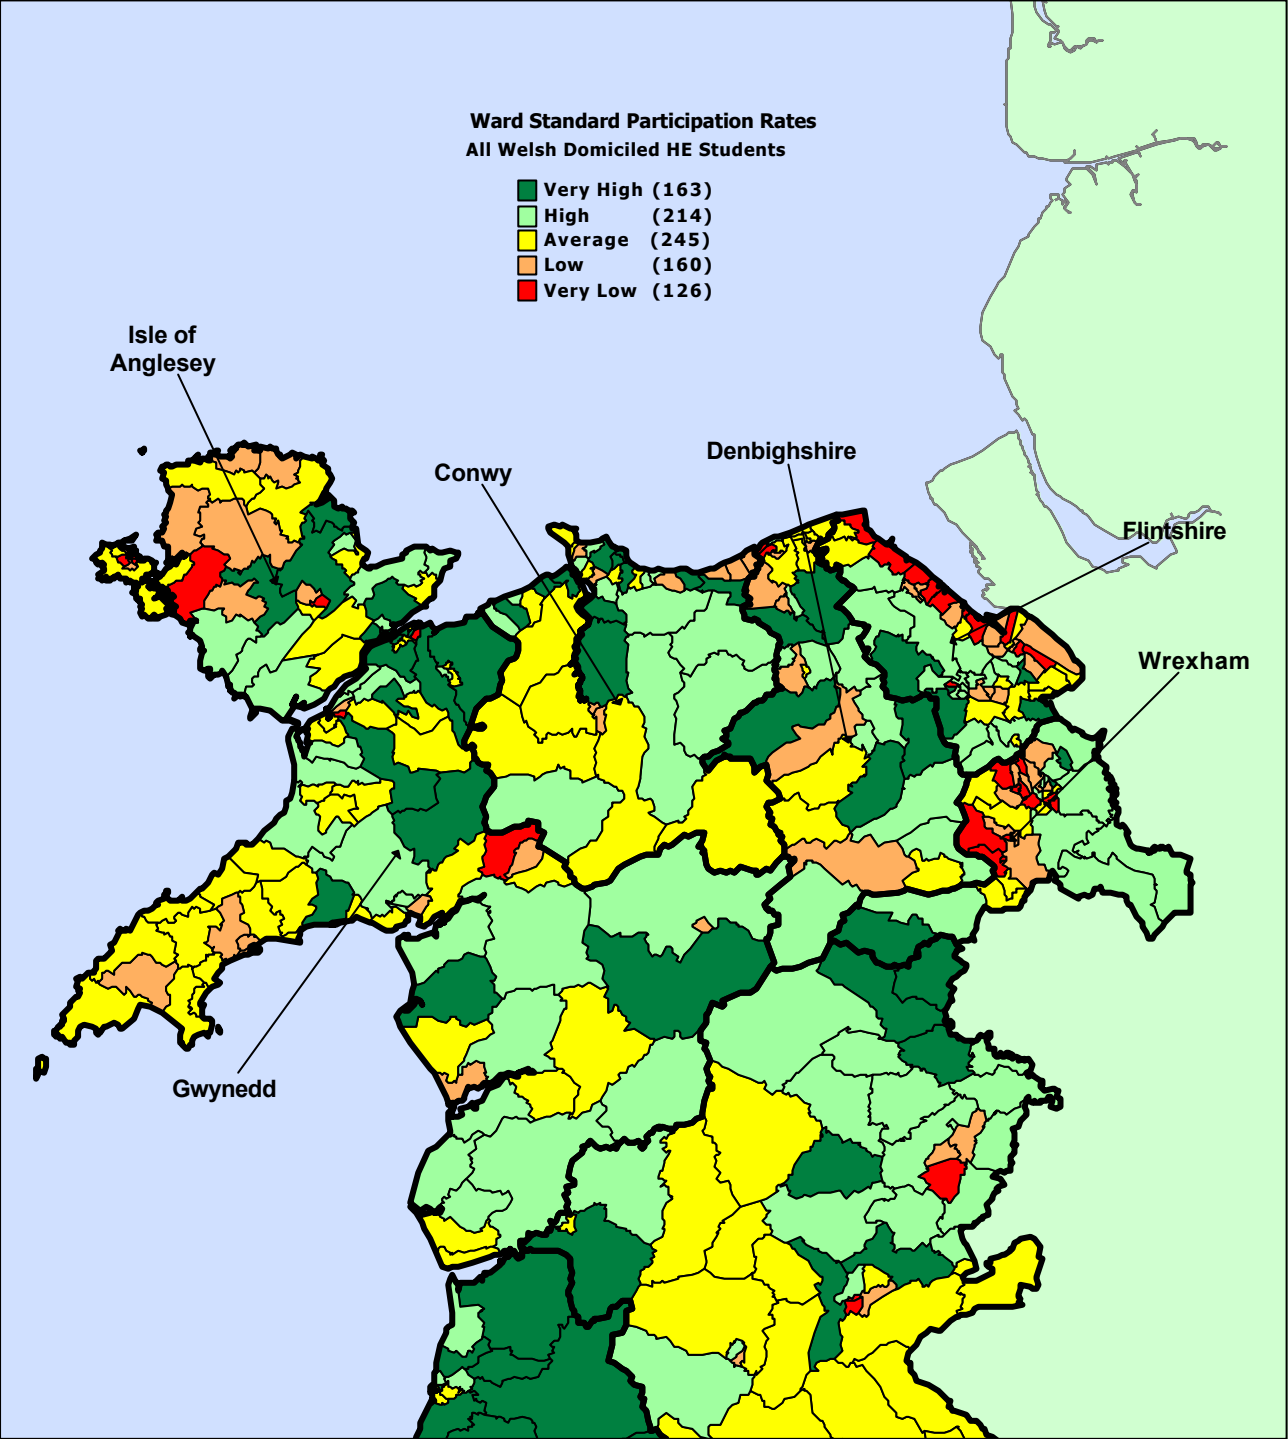 Ward Standard Participation Rates
All Welsh Domiciled HE Students
Very High (163)
High (214)
Average (245)
Low (160)
Very Low (126)
Isle of
Anglesey
Conwy
Denbighshire
Flintshire
Wrexham
Gwynedd